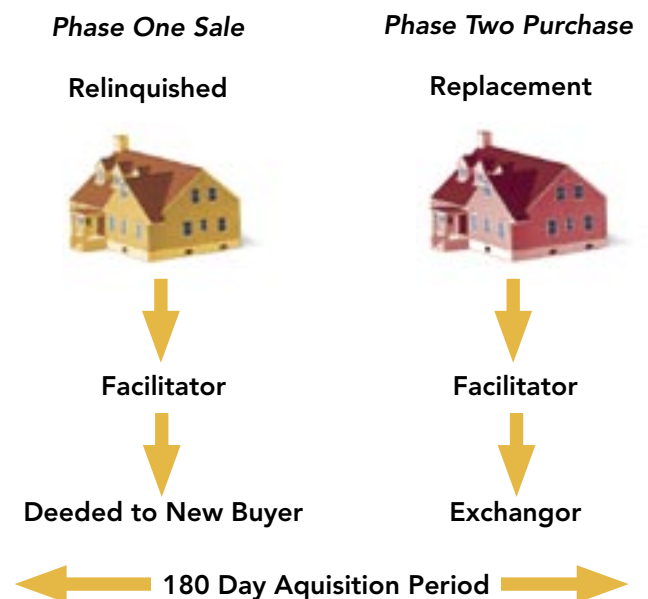 Phase One Sale
Phase Two Purchase
Relinquished
Replacement
Facilitator
Facilitator
Deeded to New Buyer
Exchangor
180 Day Aquisition Period